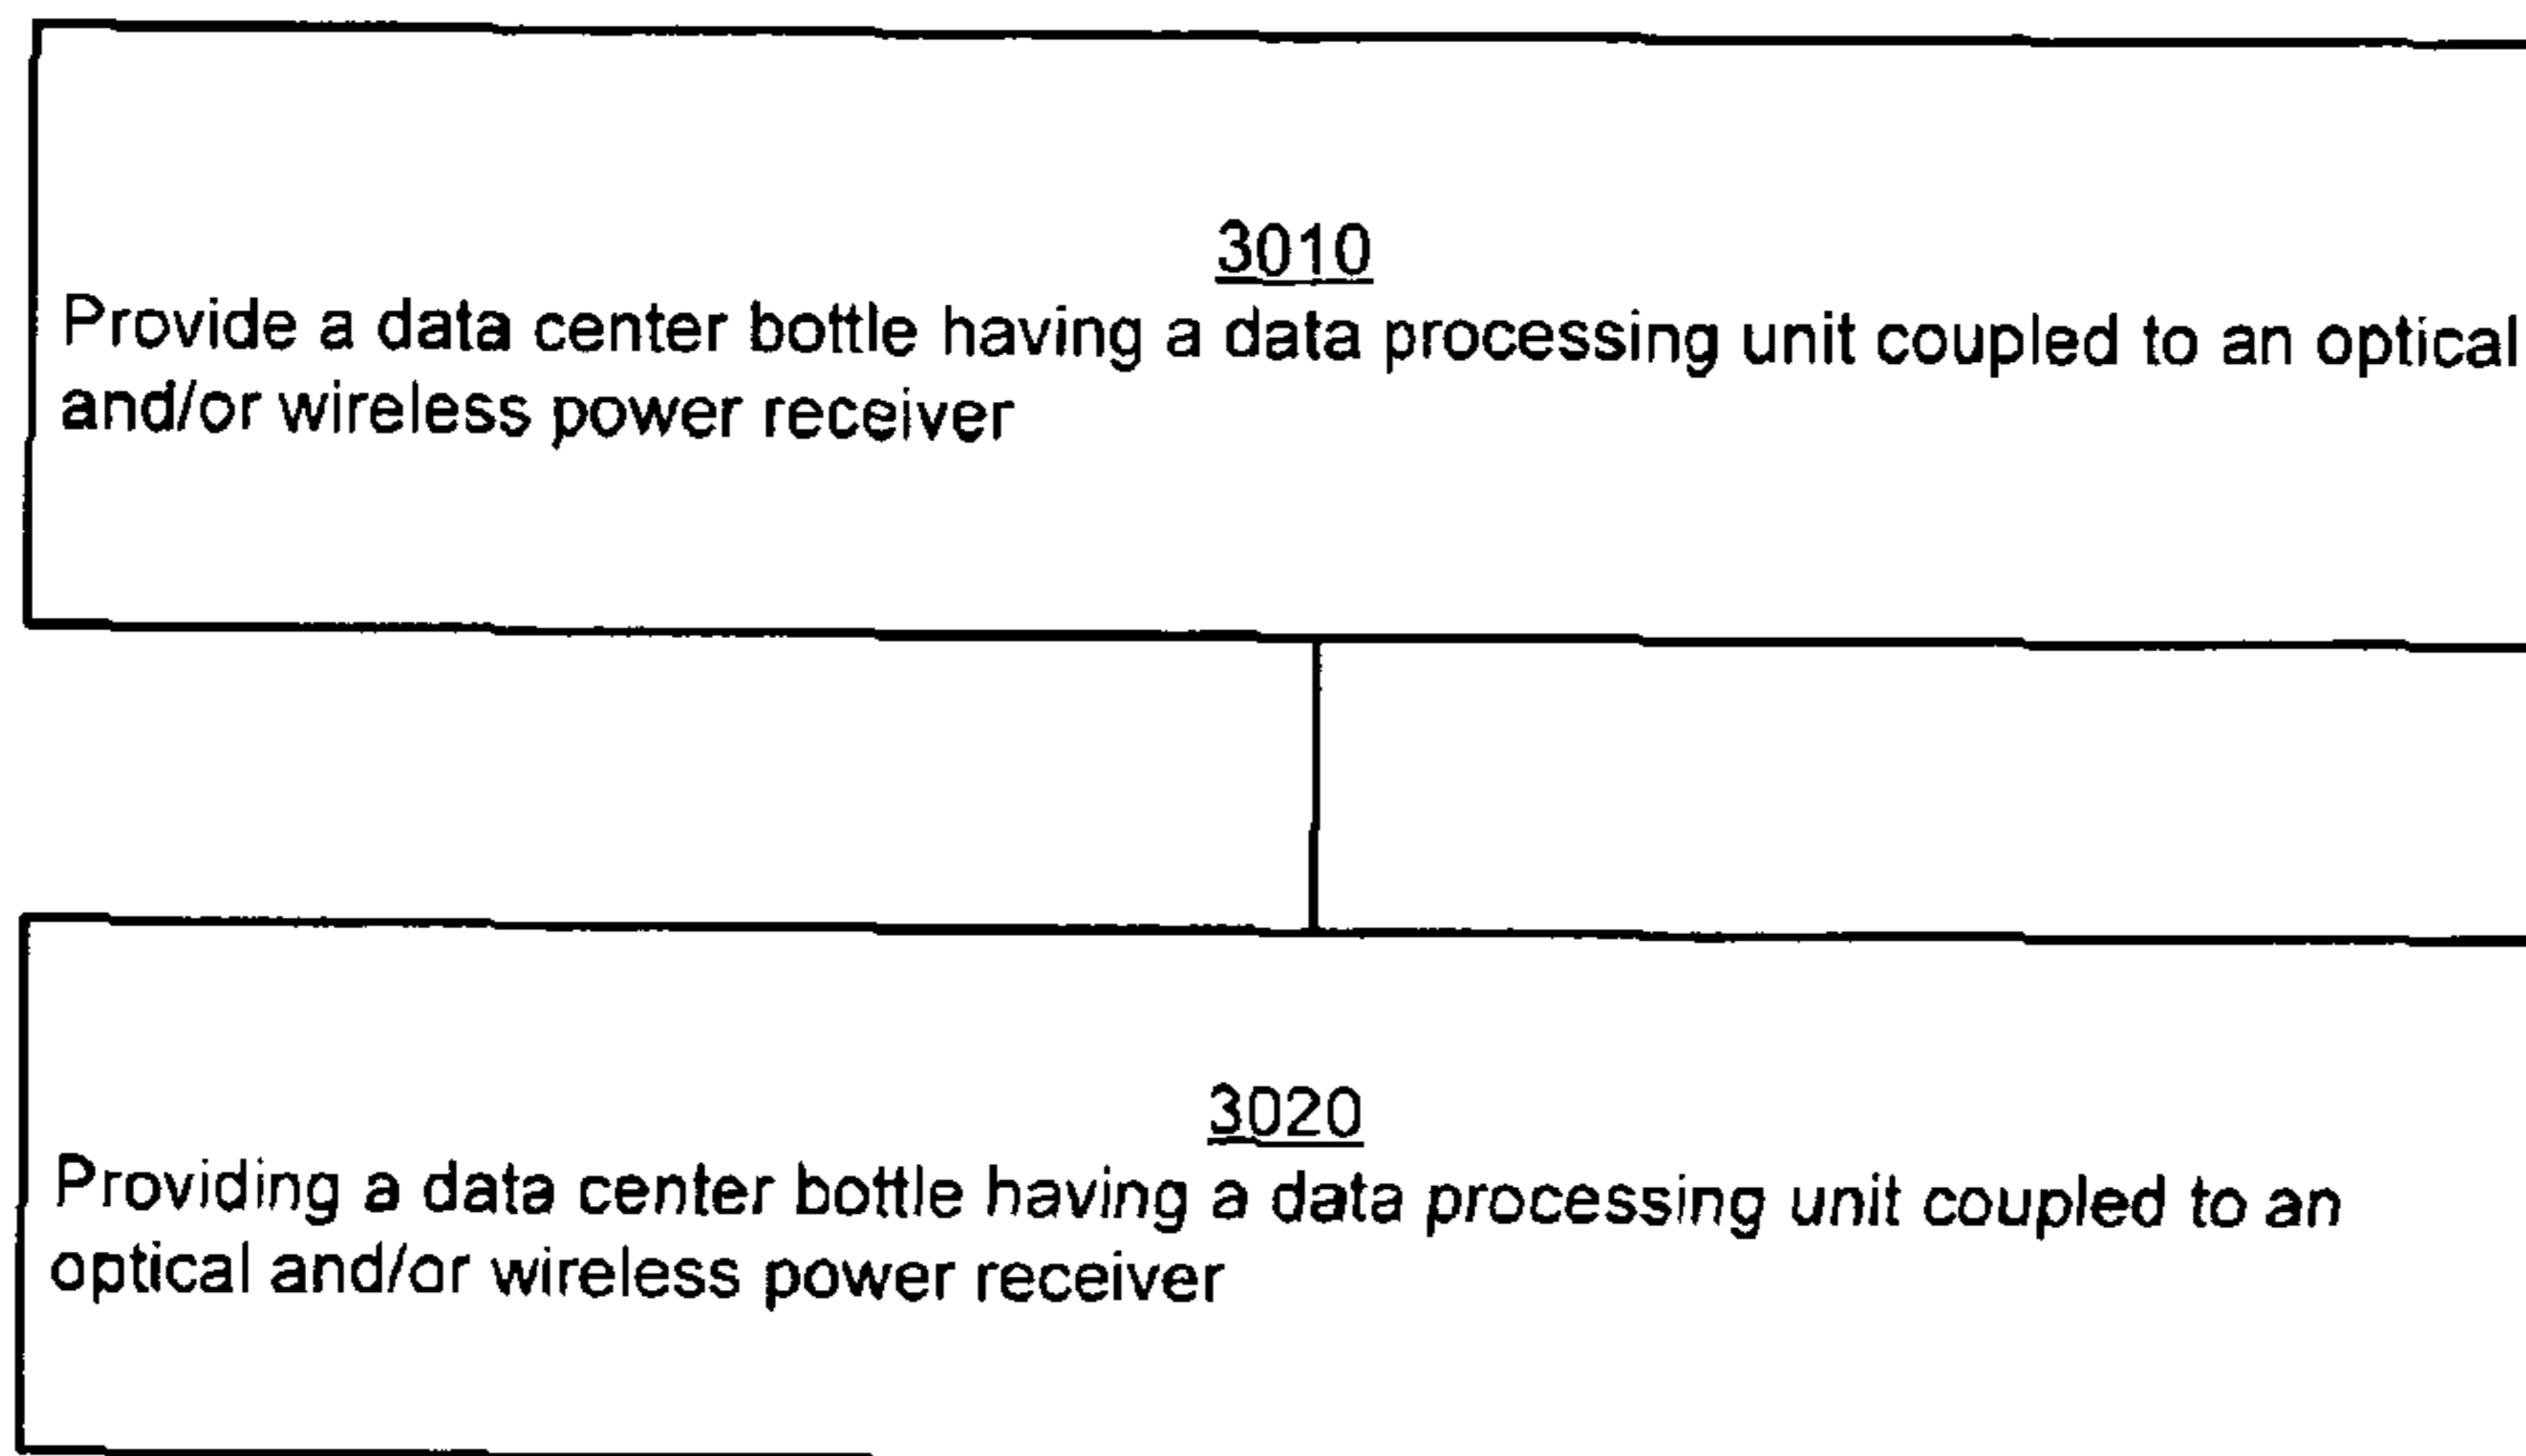 3010
Provide a data center bottle having a data processing unit coupled to an optical
and/or wireless power receiver
3020
Providing a data center bottle having a data processing unit coupled to an
optical and/or wireless power receiver